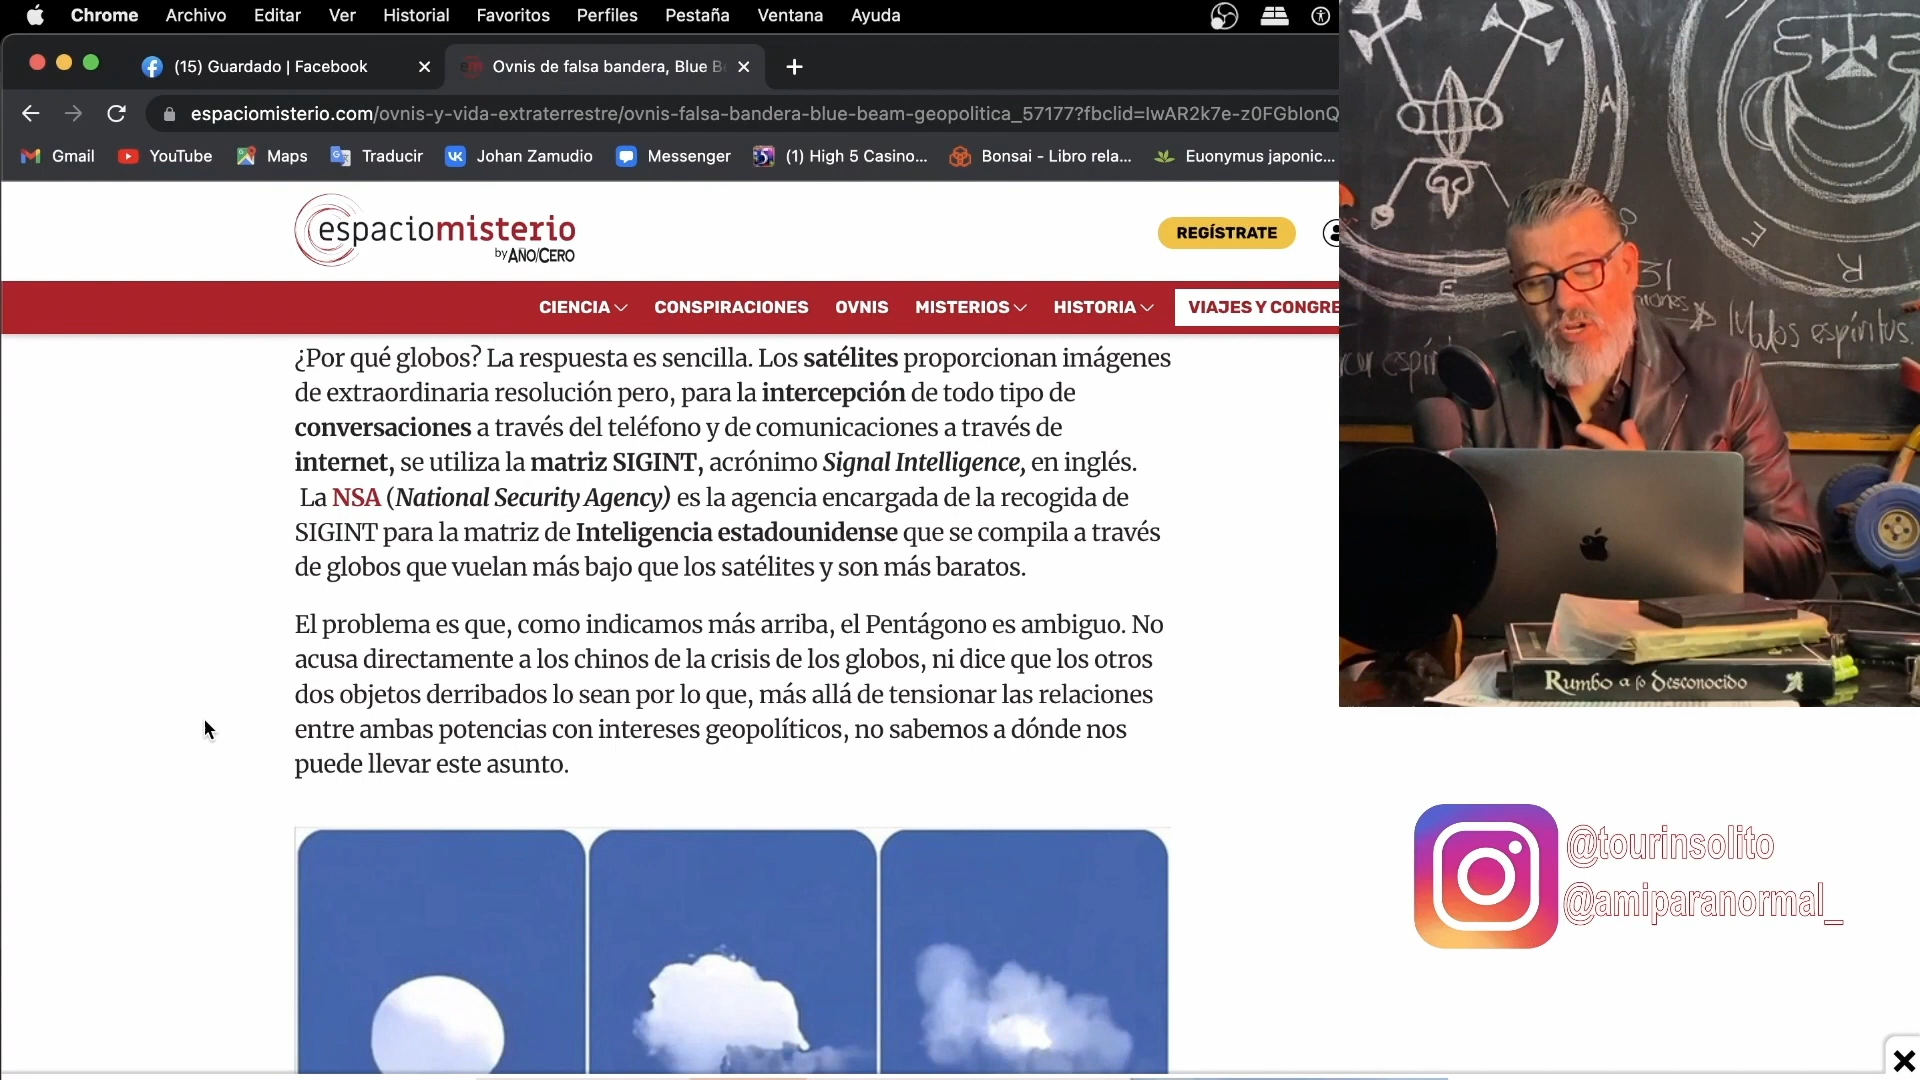 Chrome Archivo Editar Ver Historial Favoritos Perfiles Pestaña Ventana Ayuda
(15) Guardado | Facebook
Ovnis de falsa bandera, Blue B
espaciomisterio.com/ovnis-y-vida-extraterrestre/ovnis-falsa-bandera-blue-beam-geopolitica_57177?fbclid=IwAR2k7e-z0FGbIonQ
Gmail YouTube Maps Traducir Johan Zamudio Messenger (1) High 5 Casino... Bonsai - Libro rela... Euonymus japonic...
espaciomisterio
by AÑO/CERO
REGÍSTRATE
CIENCIA CONSPIRACIONES OVNIS MISTERIOS HISTORIA VIAJES Y CONGRE
¿Por qué globos? La respuesta es sencilla. Los satélites proporcionan imágenes
de extraordinaria resolución pero, para la intercepción de todo tipo de
conversaciones a través del teléfono y de comunicaciones a través de
internet, se utiliza la matriz SIGINT, acrónimo Signal Intelligence, en inglés.
La NSA (National Security Agency) es la agencia encargada de la recogida de
SIGINT para la matriz de Inteligencia estadounidense que se compila a través
de globos que vuelan más bajo que los satélites y son más baratos.
El problema es que, como indicamos más arriba, el Pentágono es ambiguo. No
acusa directamente a los chinos de la crisis de los globos, ni dice que los otros
dos objetos derribados lo sean por lo que, más allá de tensionar las relaciones
entre ambas potencias con intereses geopolíticos, no sabemos a dónde nos
puede llevar este asunto.
A
E
E
R
Malos espíritus.
Rumbo a lo desconocido
@tourinsolito
@amiparanormal_